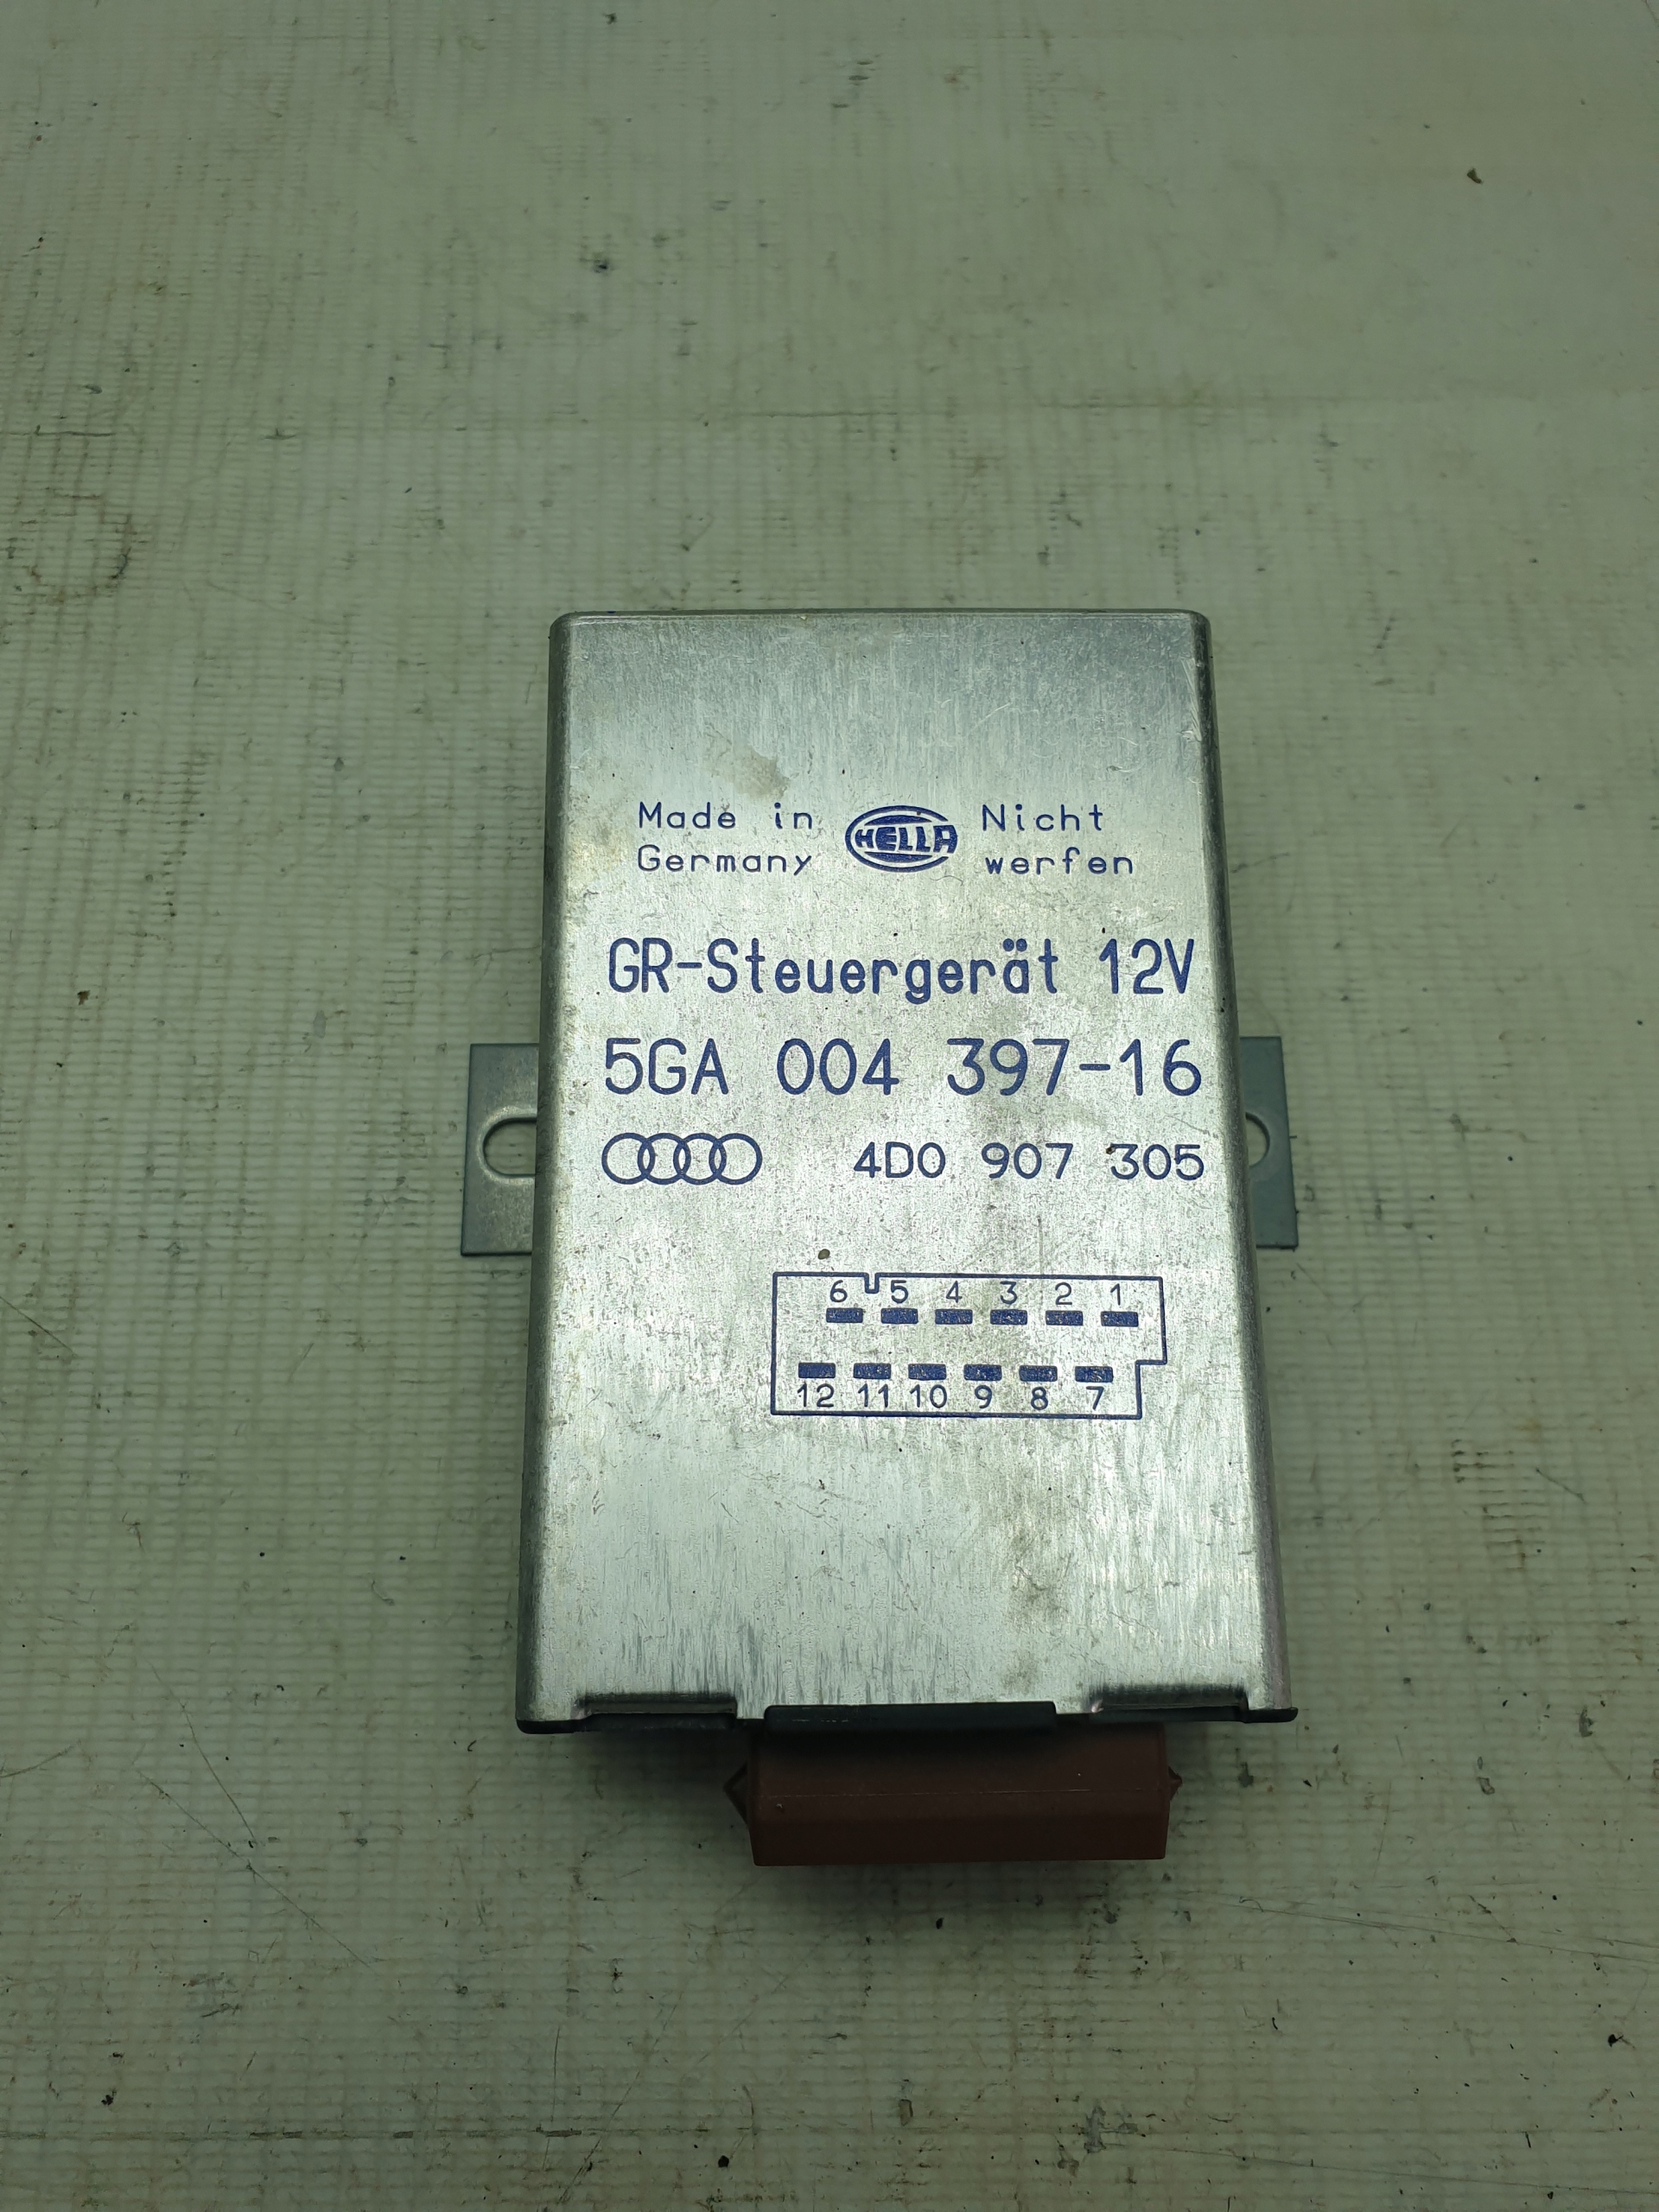 Made in HELLA Nicht
Germany werfen
GR-Steuergerät 12V
5GA 004 397-16
4D0 907 305
6 5 4 3 2 1
12 11 10 9 8 7